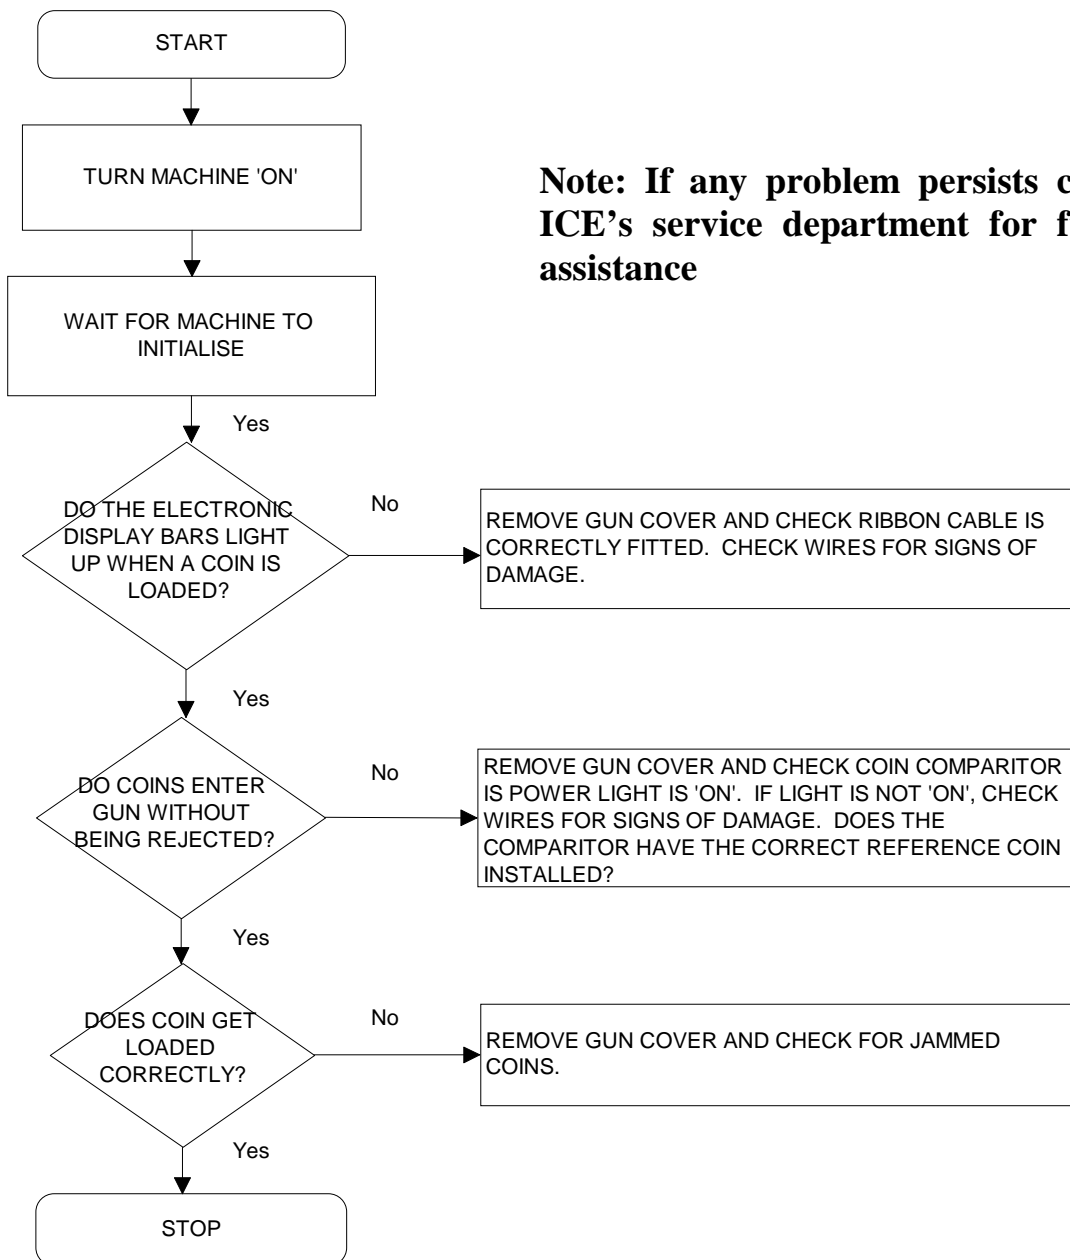 START
TURN MACHINE 'ON'
Note: If any problem persists
ICE's service department for
assistance
WAIT FOR MACHINE TO
INITIALISE
Yes
DO THE ELECTRONIC
DISPLAY BARS LIGHT
UP WHEN A COIN IS
LOADED?
No
REMOVE GUN COVER AND CHECK RIBBON CABLE IS
CORRECTLY FITTED. CHECK WIRES FOR SIGNS OF
DAMAGE.
Yes
DO COINS ENTER
GUN WITHOUT
BEING REJECTED?
No
REMOVE GUN COVER AND CHECK COIN COMPARITOR
IS POWER LIGHT IS 'ON'. IF LIGHT IS NOT 'ON', CHECK
WIRES FOR SIGNS OF DAMAGE. DOES THE
COMPARITOR HAVE THE CORRECT REFERENCE COIN
INSTALLED?
Yes
DOES COIN GET
LOADED
CORRECTLY?
No
REMOVE GUN COVER AND CHECK FOR JAMMED
COINS.
Yes
STOP